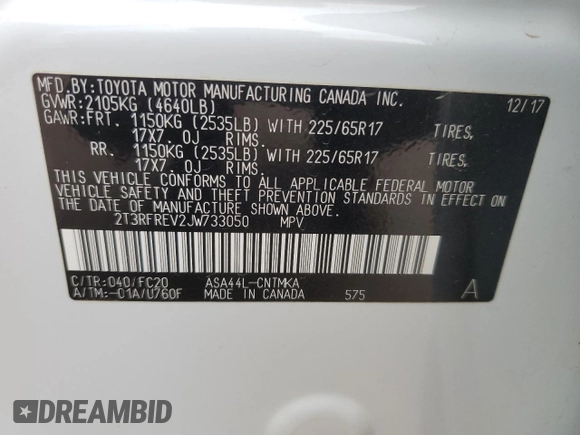 MFD.BY:TOYOTA MOTOR MANUFACTURING CANADA INC.
GVWR:2105KG (4640LB) 12/17
GAWR:FRT. 1150KG (2535LB) WITH 225/65R17 TIRES,
17X7 OJ RIMS.
RR. 1150KG (2535LB) WITH 225/65R17 TIRES,
17X7 OJ RIMS.
THIS VEHICLE CONFORMS TO ALL APPLICABLE FEDERAL MOTOR
VEHICLE SAFETY AND THEFT PREVENTION STANDARDS IN EFFECT ON
THE DATE OF MANUFACTURE SHOWN ABOVE.
2T3RFREV2JW733050 MPV
C/TR:040/FC20 ASA44L-CNTMKA A
A/TM:-01A/U760F MADE IN CANADA 575
DREAMBID